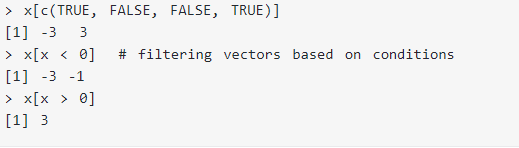 > x[c(TRUE, FALSE, FALSE, TRUE)]
[1] -3  3
> x[x < 0]  # filtering vectors based on conditions
[1] -3 -1
> x[x > 0]
[1] 3